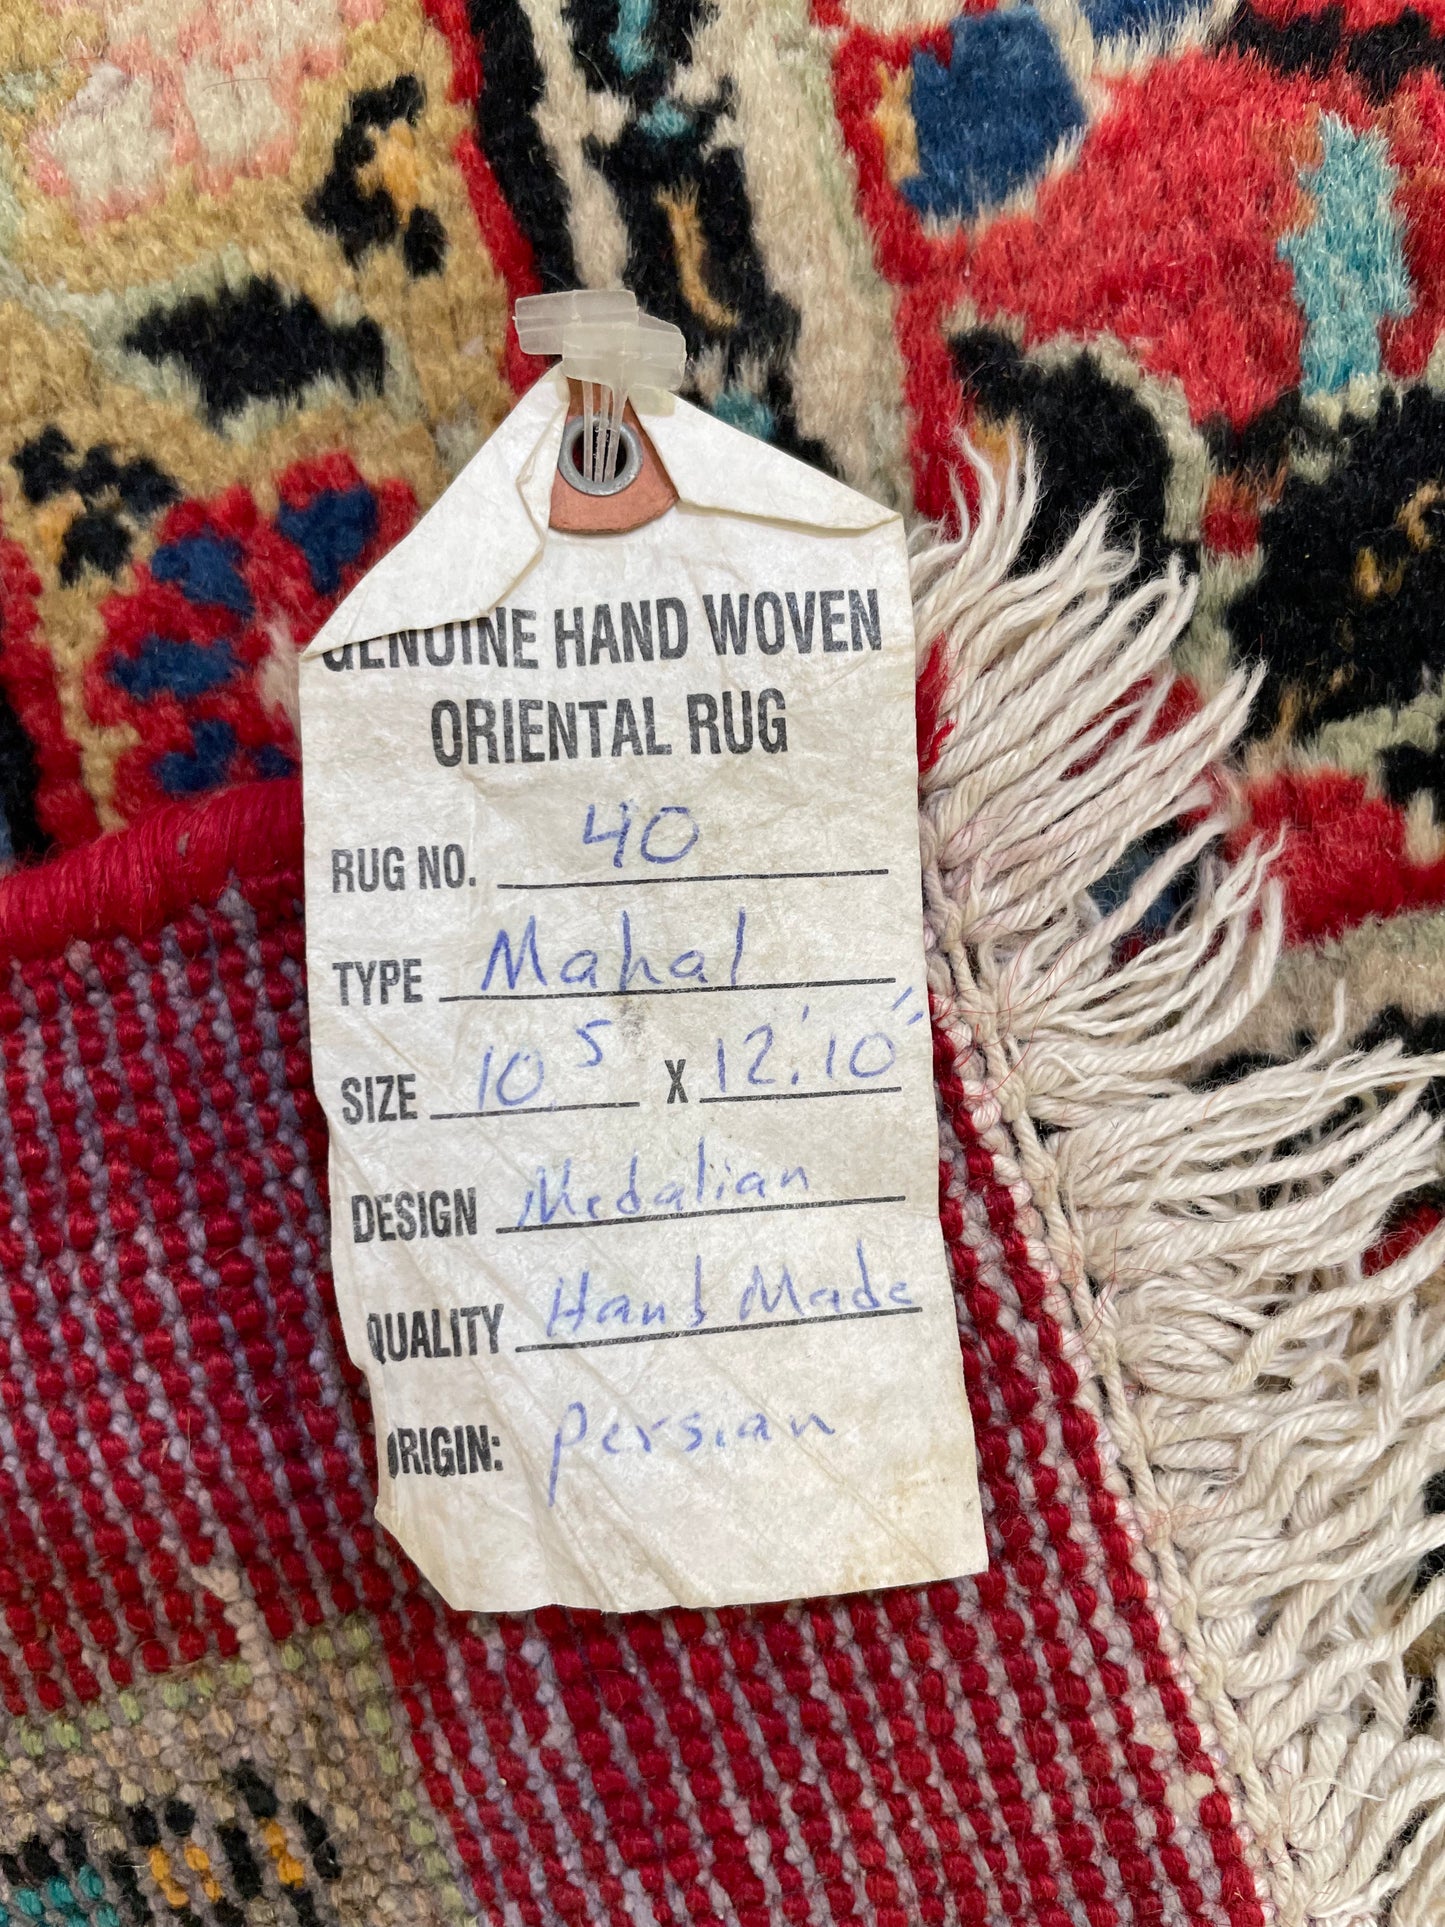 GENUINE HAND WOVEN
ORIENTAL RUG
RUG NO. 40
TYPE Mahal
SIZE 10 5 X 12'.10''
DESIGN Medalian
QUALITY Hand Made
ORIGIN: Persian